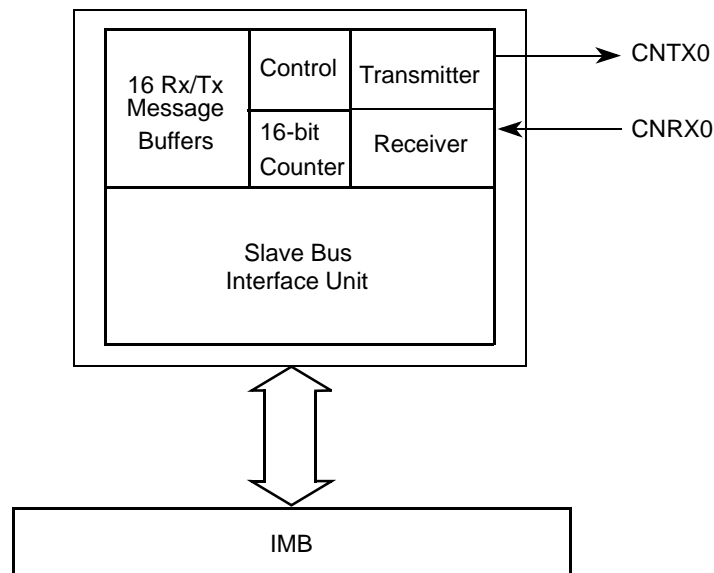 16 Rx/Tx
Message
Buffers
Control
16-bit
Counter
Transmitter
Receiver
CNTX0
CNRX0
Slave Bus
Interface Unit
IMB